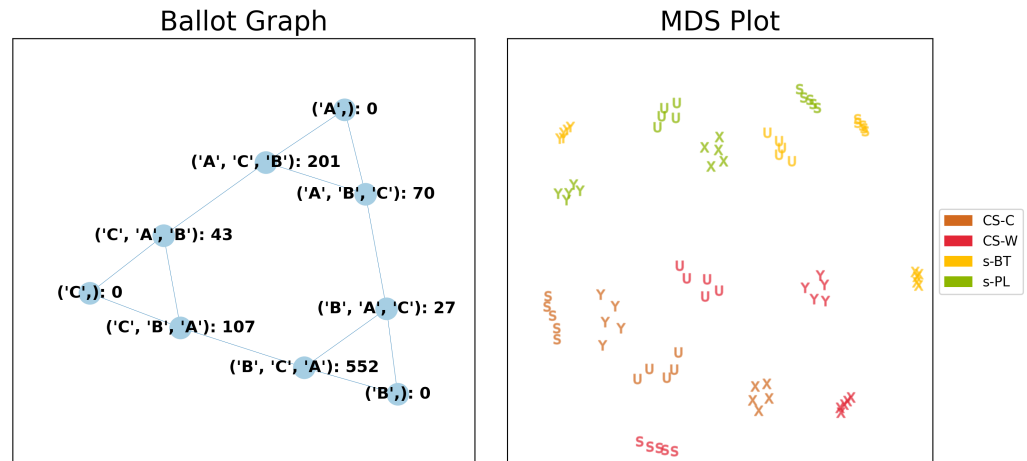 Ballot Graph
('A',): 0
('A', 'C', 'B'): 201
('A', 'B', 'C'): 70
('C', 'A', 'B'): 43
('C',): 0
('B', 'A', 'C'): 27
('C', 'B', 'A'): 107
('B', 'C', 'A'): 552
('B',): 0
MDS Plot
S S S S S
U U U U U
S S S S S
Y Y Y Y Y
X X X X X
U U U U U
Y Y Y Y Y
U U U U U
X X X X X
Y Y Y Y Y
S S S S S
Y Y Y Y Y
U U U U U
X X X X X
X X X X X
S S S S S
CS-C
CS-W
s-BT
s-PL